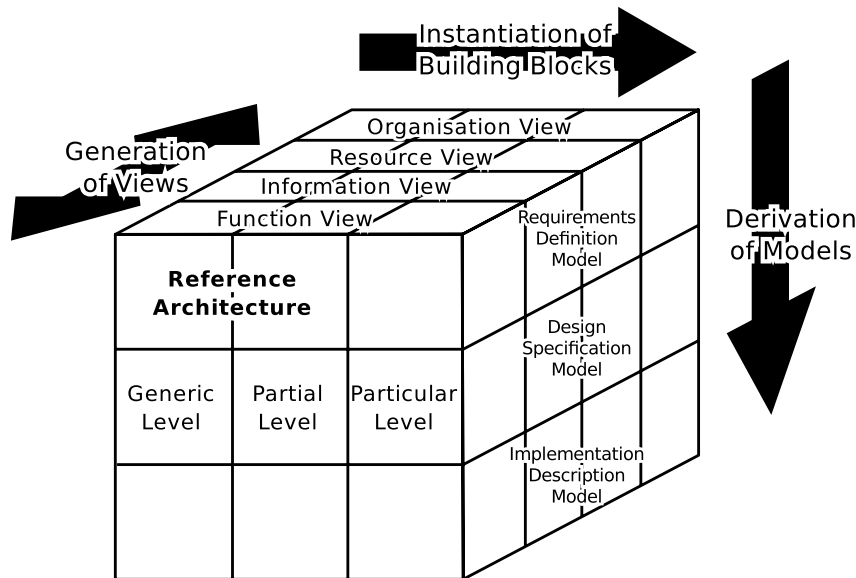 Instantiation of
Building Blocks
Generation
of Views
Organisation View
Resource View
Information View
Function View
Derivation
of Models
Requirements
Definition
Model
Reference
Architecture
Design
Specification
Model
Generic
Level
Partial
Level
Particular
Level
Implementation
Description
Model